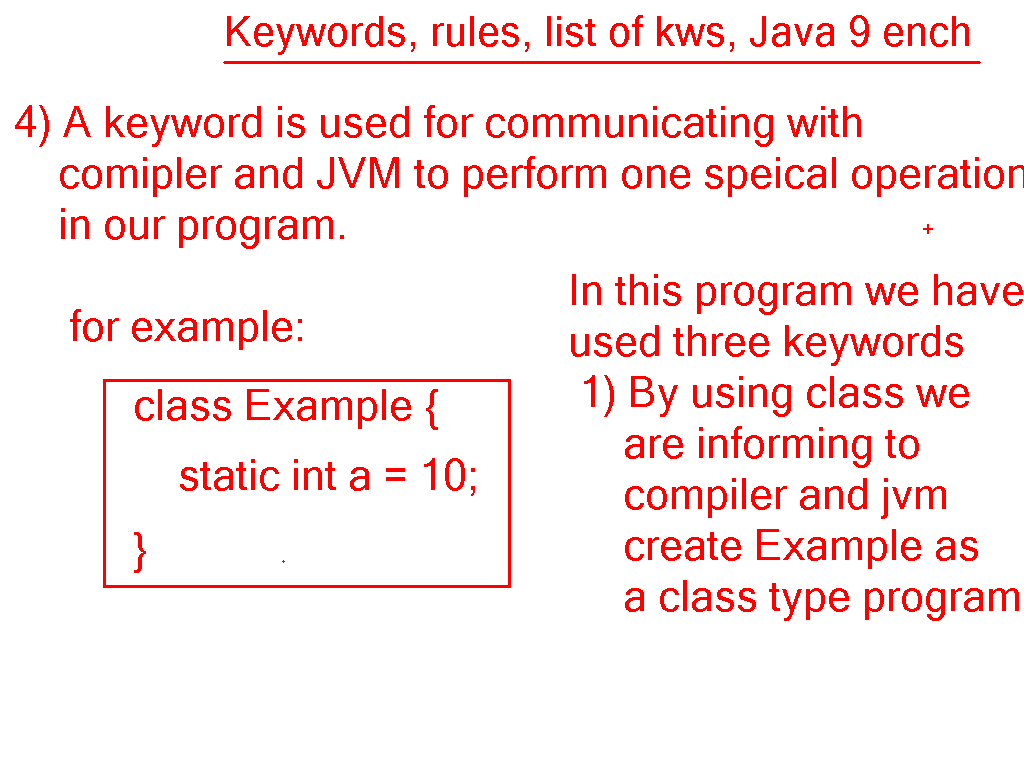 Keywords, rules, list of kws, Java 9 ench
4) A keyword is used for communicating with
comipler and JVM to perform one speical operation
in our program.
for example:
class Example {
static int a = 10;
}
In this program we have
used three keywords
1) By using class we
are informing to
compiler and jvm
create Example as
a class type program